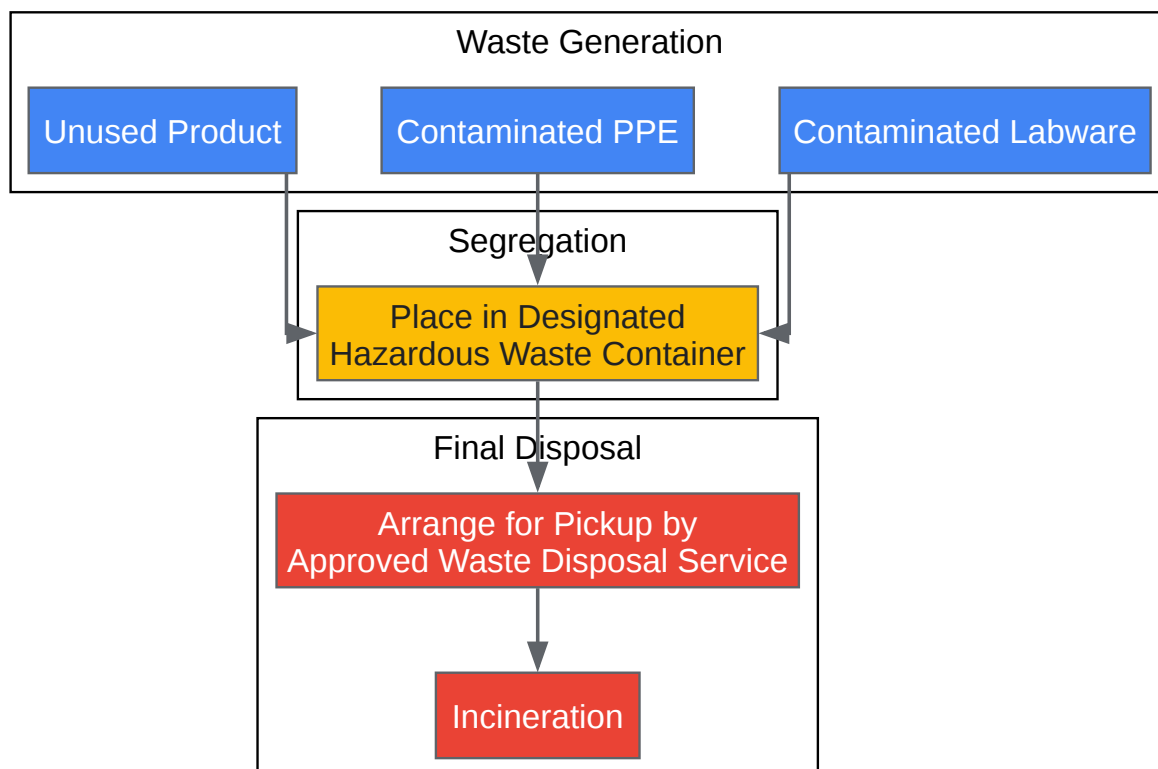 Waste Generation
Unused Product
Contaminated PPE
Contaminated Labware
Segregation
Place in Designated
Hazardous Waste Container
Final Disposal
Arrange for Pickup by
Approved Waste Disposal Service
Incineration